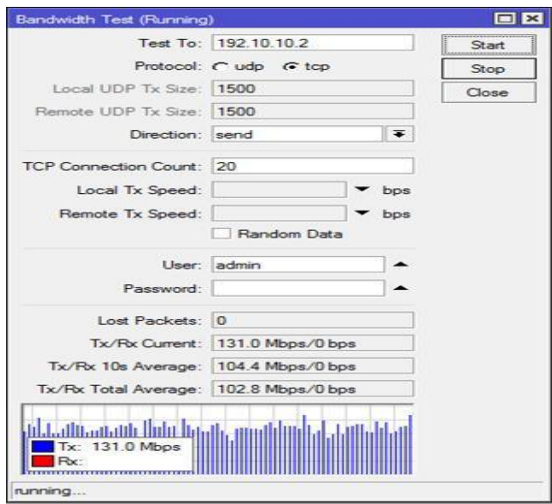 Bandwidth Test (Running)
Test To: 192.10.10.2
Start
Protocol: udp tcp
Stop
Local UDP Tx Size: 1500
Close
Remote UDP Tx Size: 1500
Direction: send
TCP Connection Count: 20
Local Tx Speed: bps
Remote Tx Speed: bps
Random Data
User: admin
Password:
Lost Packets: 0
Tx/Rx Current: 131.0 Mbps/0 bps
Tx/Rx 10s Average: 104.4 Mbps/0 bps
Tx/Rx Total Average: 102.8 Mbps/0 bps
Tx: 131.0 Mbps
Rx:
running...